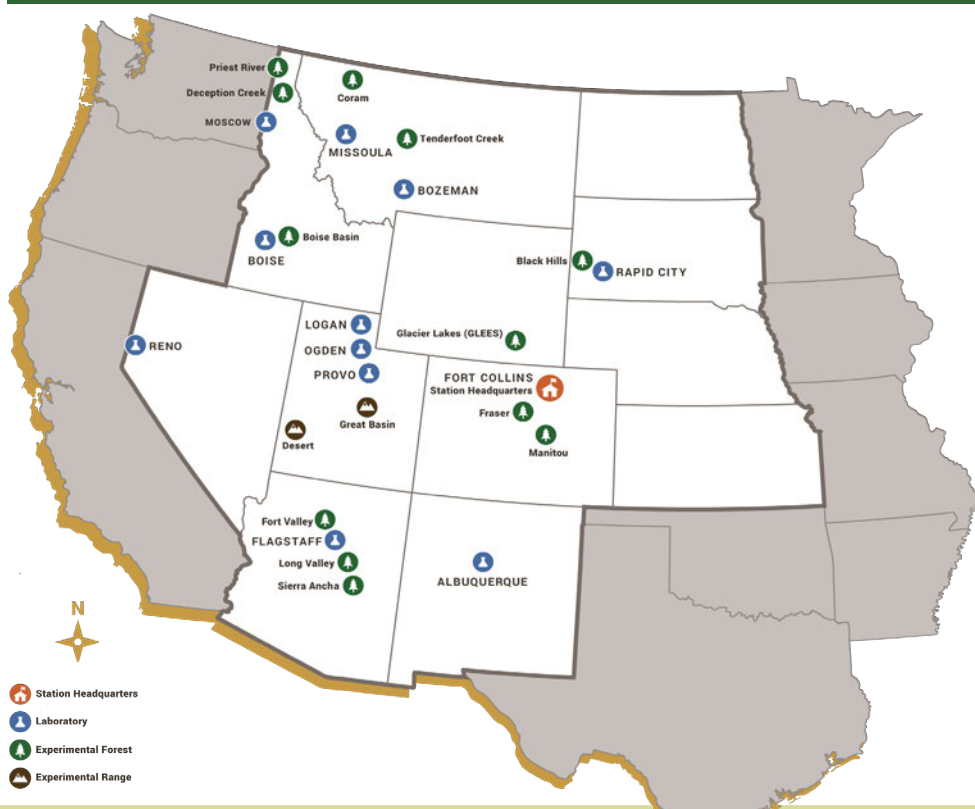 Priest River
Deception Creek
MOSCOW
Coram
MISSOULA
Tenderfoot Creek
BOZEMAN
Boise Basin
BOISE
Black Hills
RAPID CITY
LOGAN
OGDEN
PROVO
RENO
Glacier Lakes (GLEES)
FORT COLLINS
Station Headquarters
Fraser
Manitou
Great Basin
Desert
Fort Valley
FLAGSTAFF
Long Valley
Sierra Ancha
ALBUQUERQUE
N
Station Headquarters
Laboratory
Experimental Forest
Experimental Range